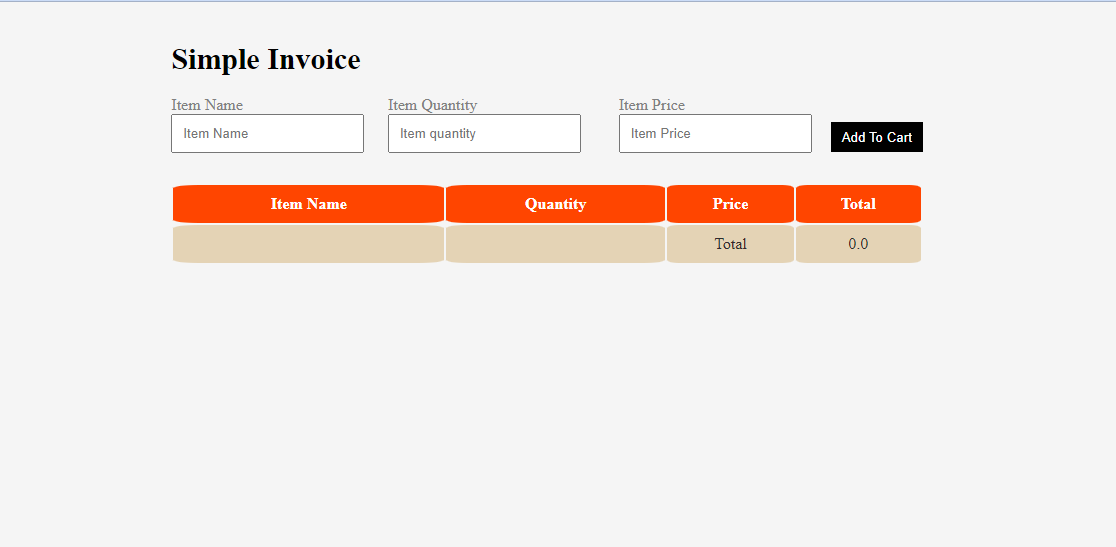 Simple Invoice
Item Name Item Quantity Item Price
Item Name Item quantity Item Price Add To Cart
Item Name Quantity Price Total
Total 0.0